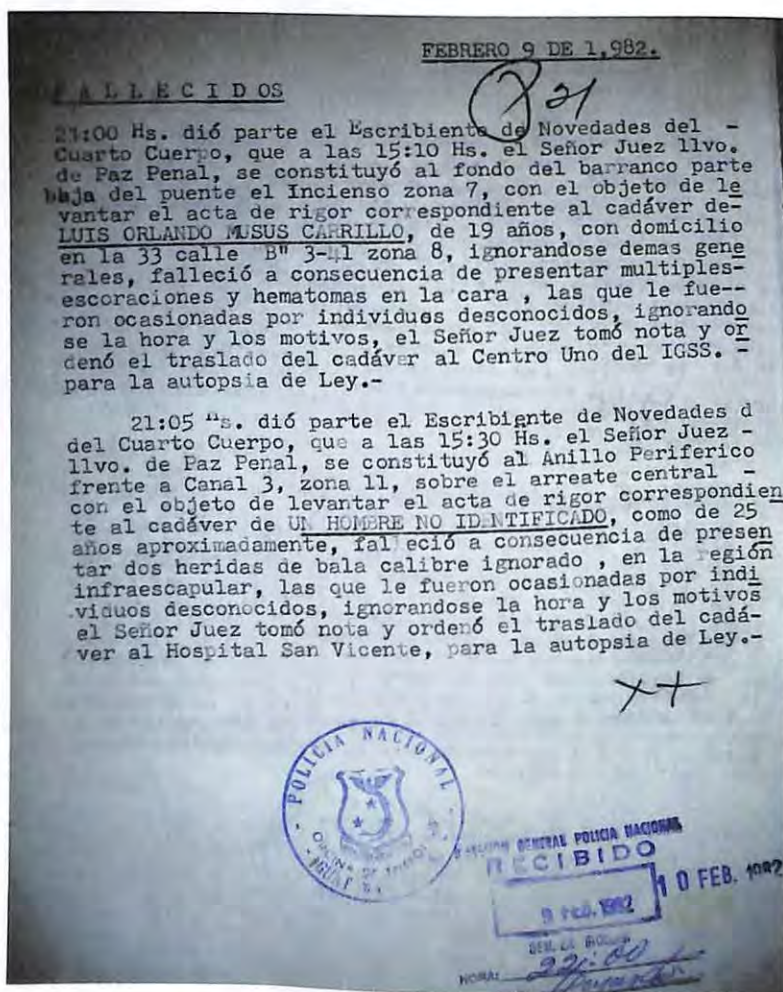 FEBRERO 9 DE 1,982.
F A L L E C I D OS
21
21:00 Hs. dió parte el Escribiente de Novedades del -
Cuarto Cuerpo, que a las 15:10 Hs. el Señor Juez 11vo.
de Paz Penal, se constituyó al fondo del barranco parte
baja del puente el Incienso zona 7, con el objeto de le
vantar el acta de rigor correspondiente al cadáver de-
LUIS ORLANDO MUSUS CARRILLO, de 19 años, con domicilio
en la 33 calle "B" 3-41 zona 8, ignorandose demas gene
rales, falleció a consecuencia de presentar multiples-
escoraciones y hematomas en la cara , las que le fue--
ron ocasionadas por individuos desconocidos, ignorando
se la hora y los motivos, el Señor Juez tomó nota y or
denó el traslado del cadáver al Centro Uno del IGSS. -
para la autopsia de Ley.-
21:05 Hs. dió parte el Escribiente de Novedades d
del Cuarto Cuerpo, que a las 15:30 Hs. el Señor Juez -
11vo. de Paz Penal, se constituyó al Anillo Periferico
frente a Canal 3, zona 11, sobre el arreate central -
con el objeto de levantar el acta de rigor correspondien
te al cadáver de UN HOMBRE NO IDENTIFICADO, como de 25
años aproximadamente, falleció a consecuencia de presen
tar dos heridas de bala calibre ignorado , en la región
infraescapular, las que le fueron ocasionadas por indi
viduos desconocidos, ignorandose la hora y los motivos
el Señor Juez tomó nota y ordenó el traslado del cadá-
ver al Hospital San Vicente, para la autopsia de Ley.-
POLICIA NACIONAL
GENERAL POLICIA NACIONAL
RECIBIDO
9 FEB. 1982
10 FEB. 1982
HORA: 22:00